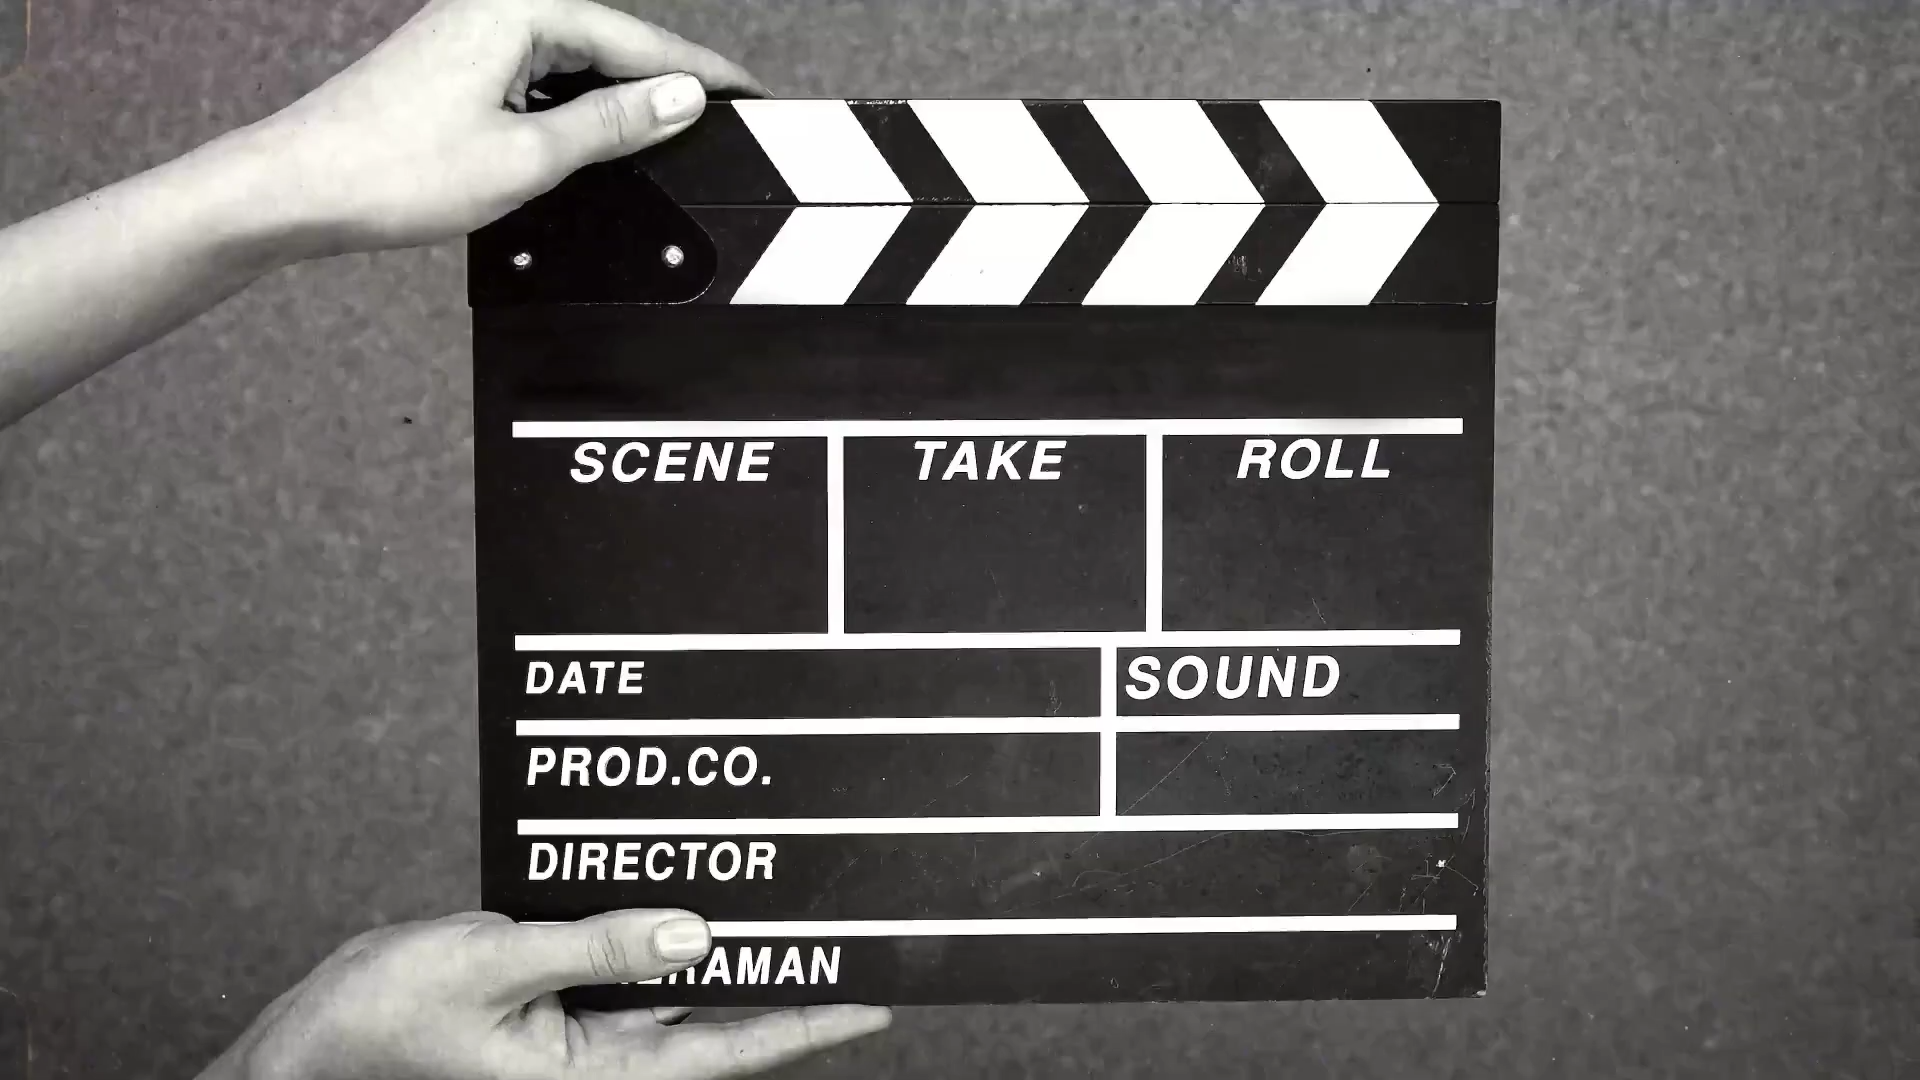 SCENE TAKE ROLL
DATE SOUND
PROD.CO.
DIRECTOR